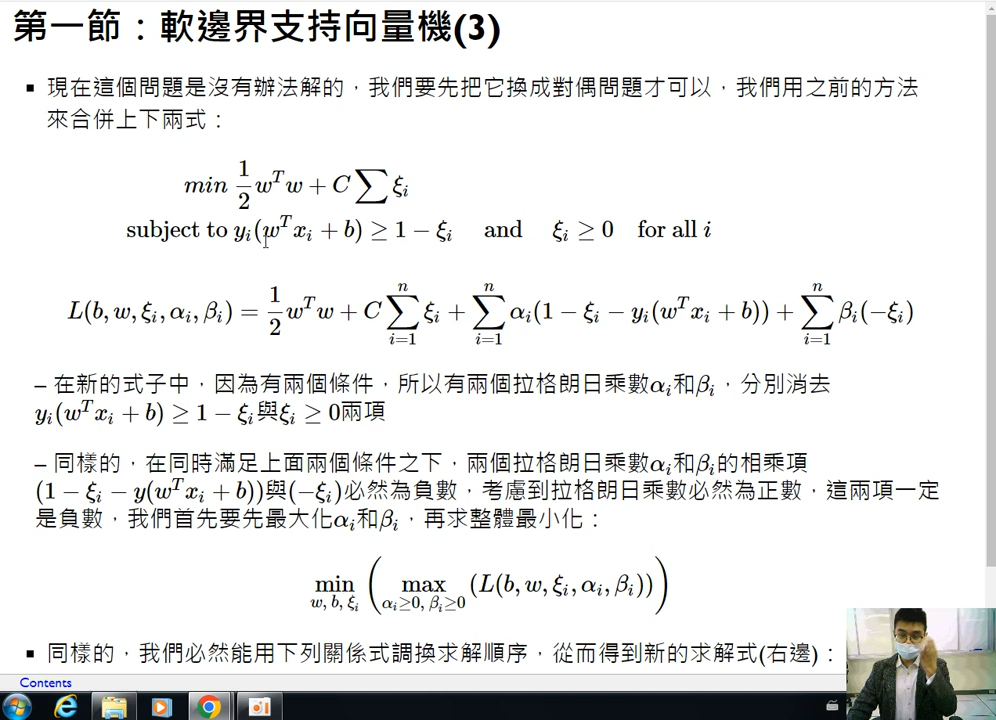 第一節：軟邊界支持向量機(3)
▪ 現在這個問題是沒有辦法解的，我們要先把它換成對偶問題才可以，我們用之前的方法
來合併上下兩式：
min 1/2 w^T w + C∑ξ_i
subject to y_i(w^T x_i + b) ≥ 1 − ξ_i and ξ_i ≥ 0 for all i
L(b, w, ξ_i, α_i, β_i) = 1/2 w^T w + C∑_{i=1}^{n} ξ_i + ∑_{i=1}^{n} α_i(1 − ξ_i − y_i(w^T x_i + b)) + ∑_{i=1}^{n} β_i(−ξ_i)
– 在新的式子中，因為有兩個條件，所以有兩個拉格朗日乘數α_i和β_i，分別消去
y_i(w^T x_i + b) ≥ 1 − ξ_i與ξ_i ≥ 0兩項
– 同樣的，在同時滿足上面兩個條件之下，兩個拉格朗日乘數α_i和β_i的相乘項
(1 − ξ_i − y(w^T x_i + b))與(−ξ_i)必然為負數，考慮到拉格朗日乘數必然為正數，這兩項一定
是負數，我們首先要先最大化α_i和β_i，再求整體最小化：
min_{w, b, ξ_i} ( max_{α_i≥0, β_i≥0} (L(b, w, ξ_i, α_i, β_i)) )
▪ 同樣的，我們必然能用下列關係式調換求解順序，從而得到新的求解式(右邊)：
Contents